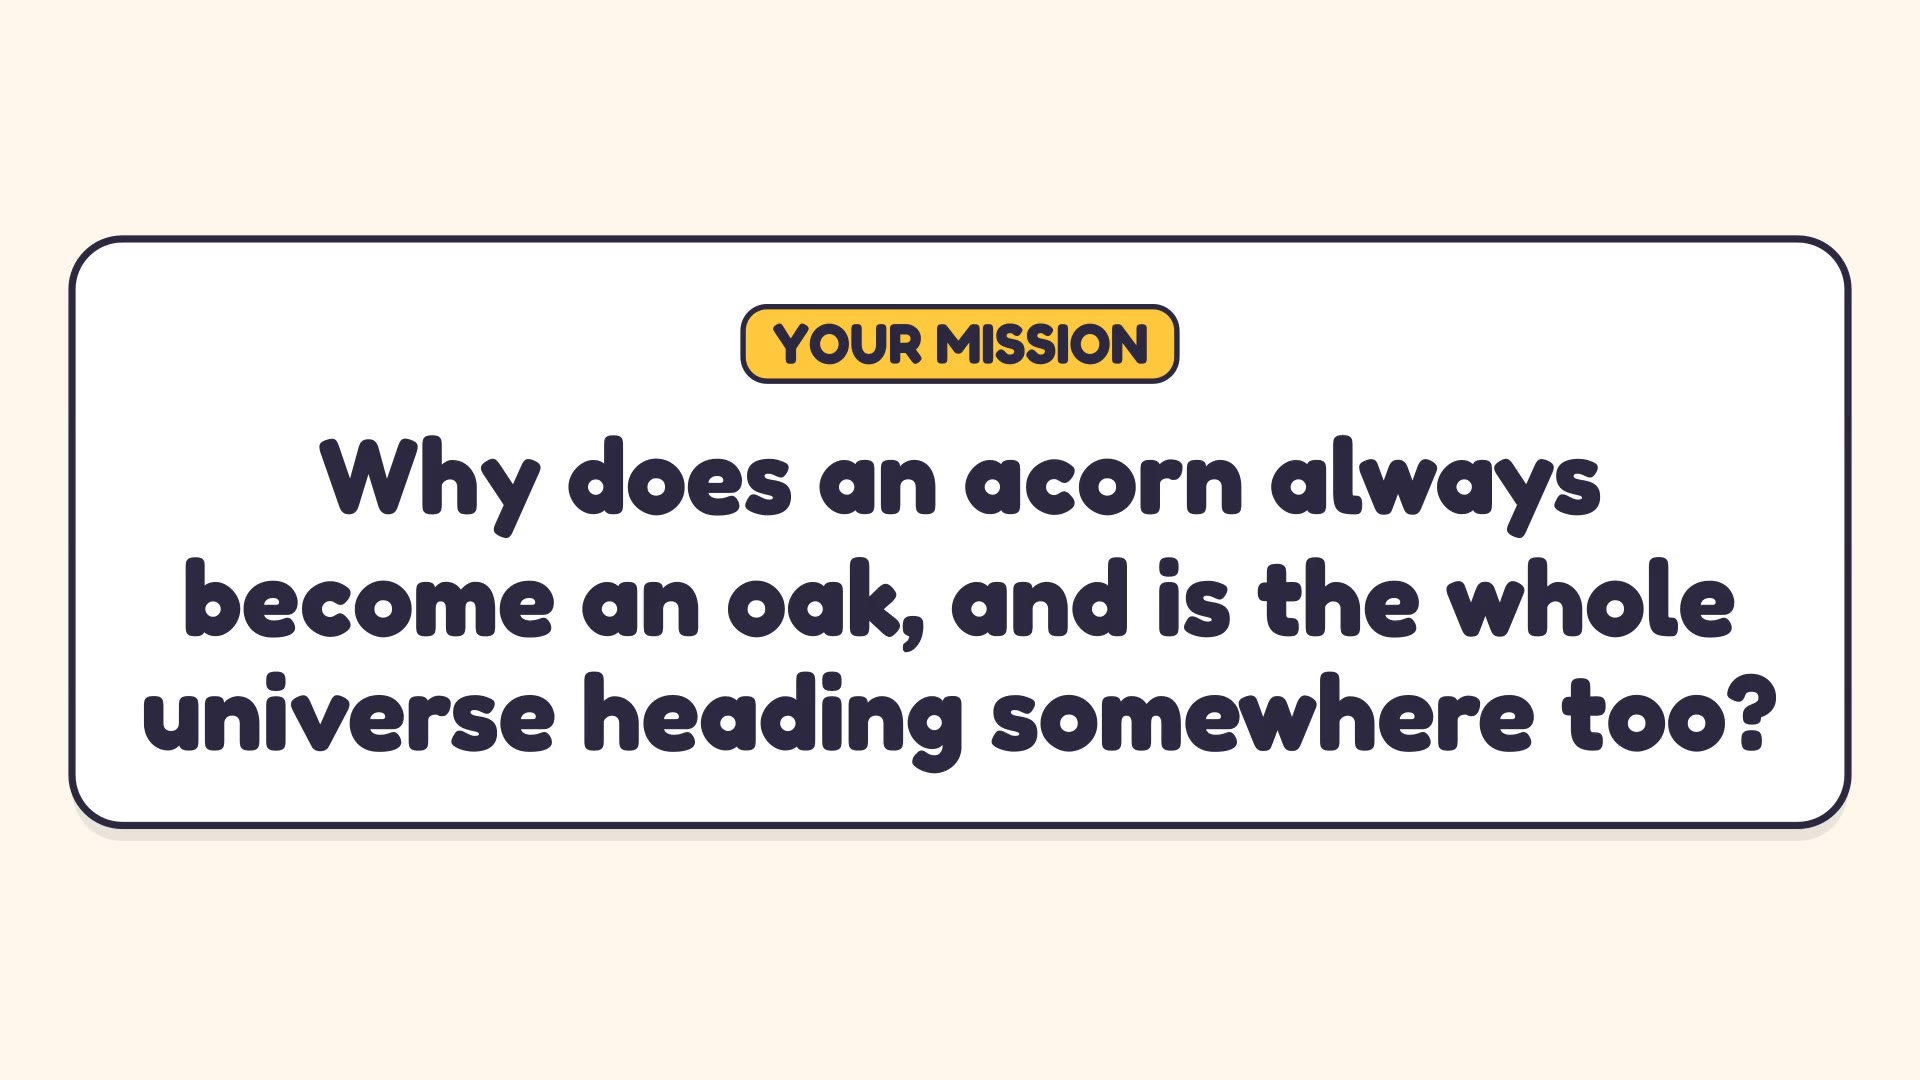 YOUR MISSION
Why does an acorn always
become an oak, and is the whole
universe heading somewhere too?